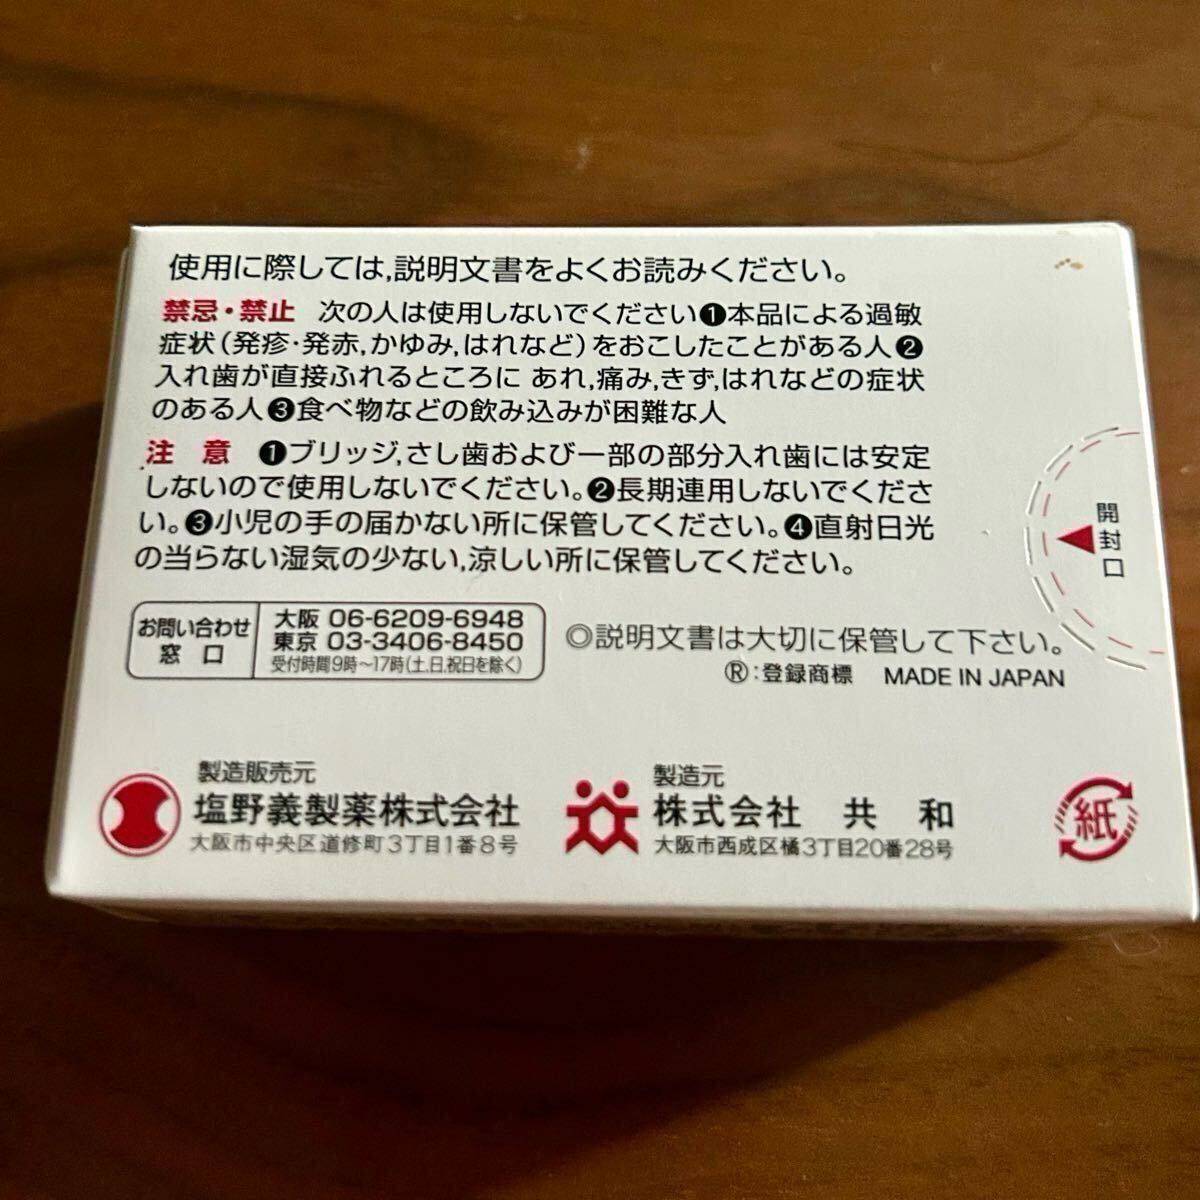 使用に際しては,説明文書をよくお読みください。
禁忌・禁止 次の人は使用しないでください❶本品による過敏
症状(発疹・発赤,かゆみ,はれなど)をおこしたことがある人❷
入れ歯が直接ふれるところに あれ,痛み,きず,はれなどの症状
のある人❸食べ物などの飲み込みが困難な人
注 意 ❶ブリッジ,さし歯および一部の部分入れ歯には安定
しないので使用しないでください。❷長期連用しないでくださ
い。❸小児の手の届かない所に保管してください。❹直射日光
の当らない湿気の少ない,涼しい所に保管してください。
開封口
お問い合わせ
窓 口
大阪 06-6209-6948
東京 03-3406-8450
受付時間9時〜17時(土,日,祝日を除く)
◎説明文書は大切に保管して下さい。
Ⓡ:登録商標 MADE IN JAPAN
製造販売元
塩野義製薬株式会社
大阪市中央区道修町3丁目1番8号
製造元
株式会社 共 和
大阪市西成区橘3丁目20番28号
紙